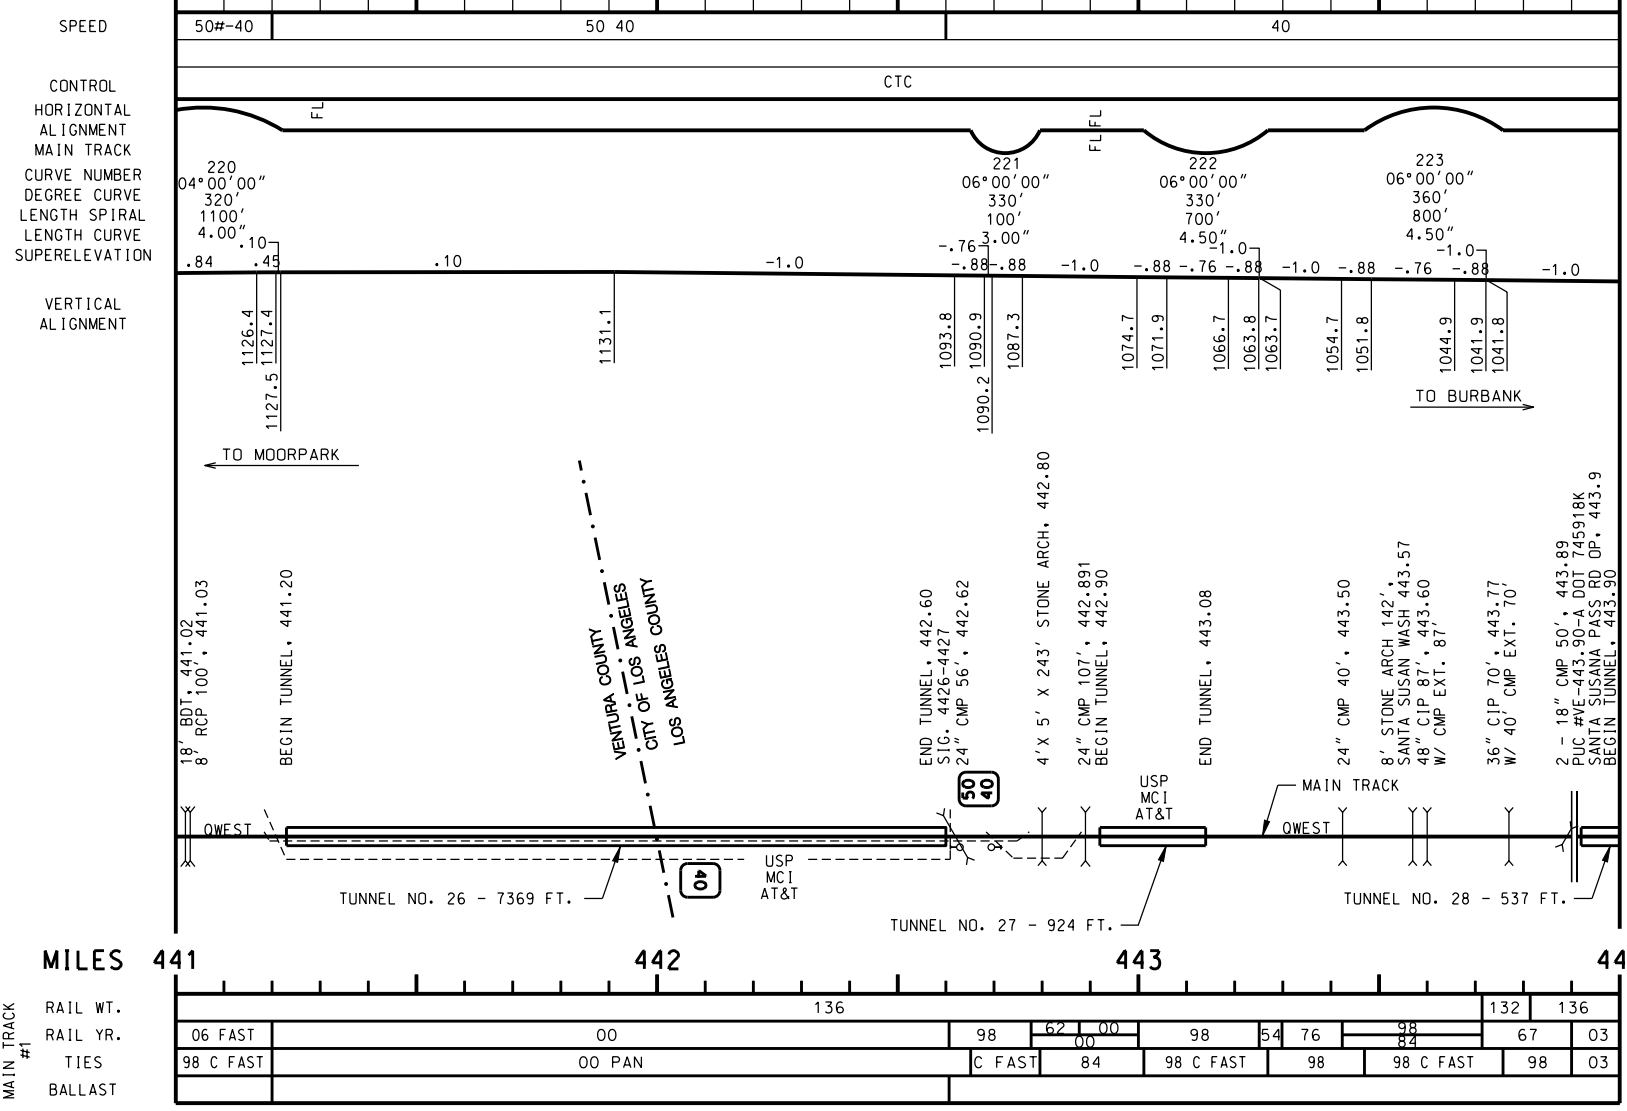 SPEED 50#-40 50 40 40
CONTROL CTC
HORIZONTAL
ALIGNMENT
MAIN TRACK
FL
FL
FL
CURVE NUMBER 220 221 222 223
DEGREE CURVE 04°00'00" 06°00'00" 06°00'00" 06°00'00"
LENGTH SPIRAL 320' 330' 330' 360'
LENGTH CURVE 1100' 100' 700' 800'
SUPERELEVATION 4.00" 3.00" 4.50" 4.50"
.10 -.76 -1.0 -1.0
.84 .45 .10 -1.0 -.88 -.88 -1.0 -.88 -.76 -.88 -1.0 -.88 -.76 -.88 -1.0
VERTICAL
ALIGNMENT
1126.4
1127.4
1127.5
1131.1
1093.8
1090.9
1090.2
1087.3
1074.7
1071.9
1066.7
1063.8
1063.7
1054.7
1051.8
1044.9
1041.9
1041.8
TO BURBANK
TO MOORPARK
18' BDT, 441.02
8' RCP 100', 441.03
BEGIN TUNNEL, 441.20
VENTURA COUNTY
CITY OF LOS ANGELES
LOS ANGELES COUNTY
END TUNNEL, 442.60
SIG. 4426-4427
24" CMP 56', 442.62
4'X 5' X 243' STONE ARCH, 442.80
24" CMP 107', 442.891
BEGIN TUNNEL, 442.90
END TUNNEL, 443.08
24" CMP 40', 443.50
8' STONE ARCH 142',
SANTA SUSAN WASH 443.57
48" CIP 87', 443.60
W/ CMP EXT. 87'
36" CIP 70', 443.77
W/ 40' CMP EXT. 70'
2 - 18" CMP 50', 443.89
PUC #VE-443.90-A DOT 745918K
SANTA SUSANA PASS RD OP, 443.9
BEGIN TUNNEL, 443.90
50
40
USP
MCI
AT&T
MAIN TRACK
QWEST
QWEST
USP
MCI
AT&T
40
TUNNEL NO. 26 - 7369 FT.
TUNNEL NO. 27 - 924 FT.
TUNNEL NO. 28 - 537 FT.
MILES 441 442 443 44
MAIN TRACK
#1
RAIL WT. 136 132 136
RAIL YR. 06 FAST 00 98 62 00 00 98 54 76 98 84 67 03
TIES 98 C FAST 00 PAN C FAST 84 98 C FAST 98 98 C FAST 98 03
BALLAST